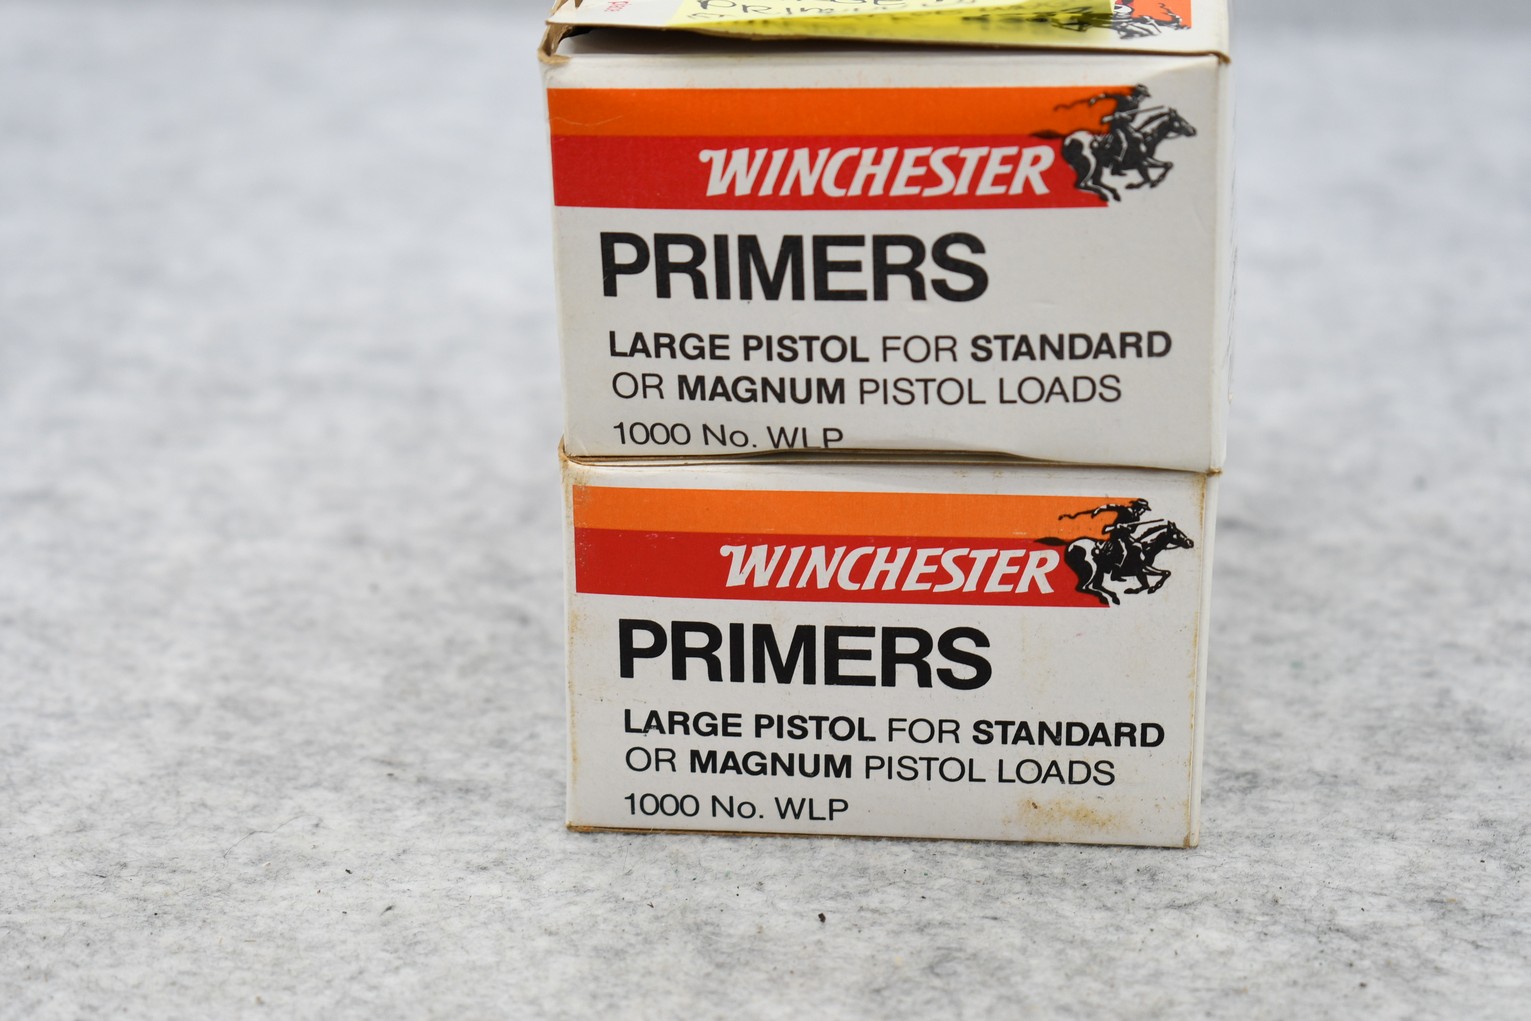 PRIMERS
WINCHESTER
PRIMERS
LARGE PISTOL FOR STANDARD
OR MAGNUM PISTOL LOADS
1000 No. WLP
WINCHESTER
PRIMERS
LARGE PISTOL FOR STANDARD
OR MAGNUM PISTOL LOADS
1000 No. WLP